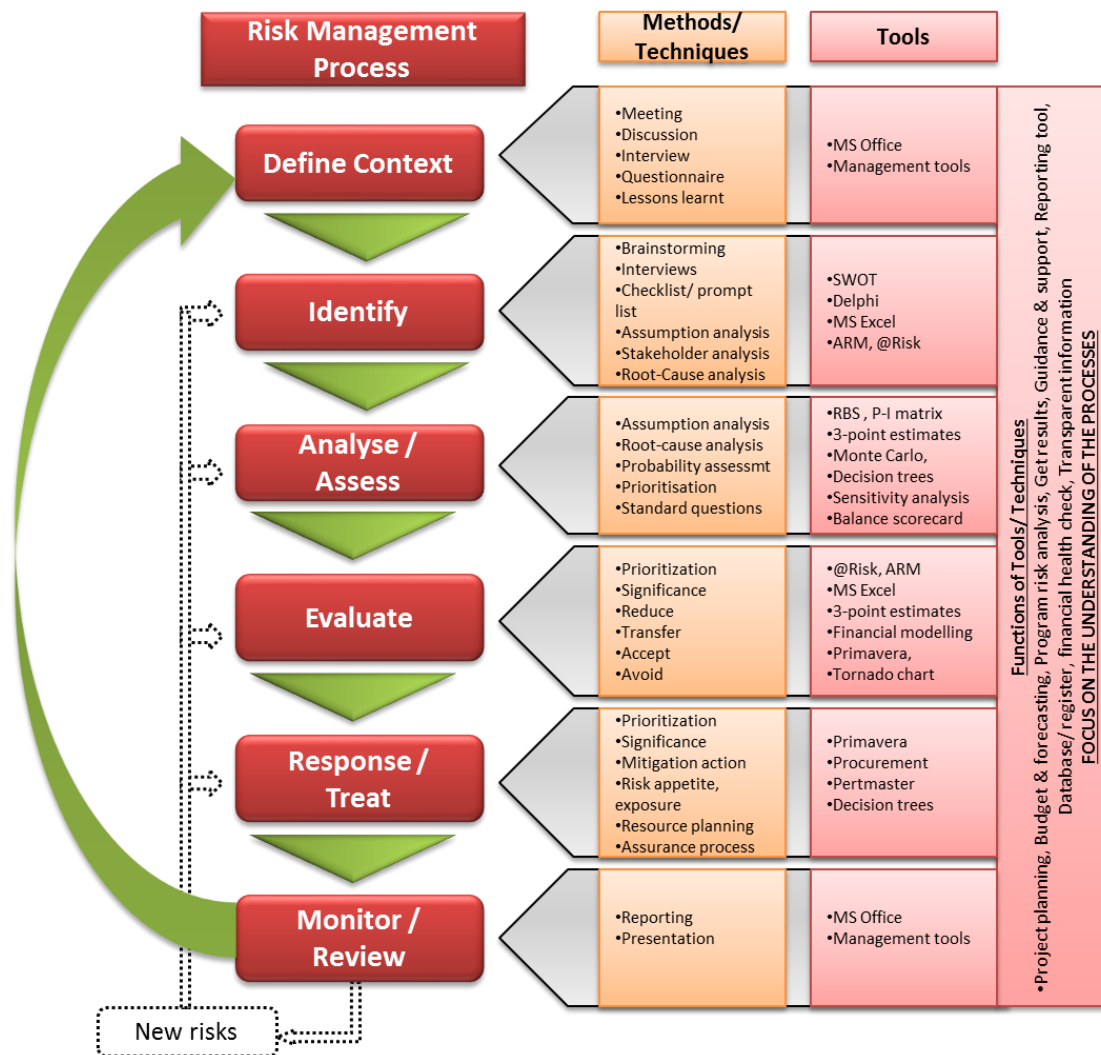 Risk Management
Process
Methods/
Techniques
Tools
Define Context
•Meeting
•Discussion
•Interview
•Questionnaire
•Lessons learnt
•MS Office
•Management tools
Identify
•Brainstorming
•Interviews
•Checklist/ prompt
list
•Assumption analysis
•Stakeholder analysis
•Root-Cause analysis
•SWOT
•Delphi
•MS Excel
•ARM, @Risk
Analyse /
Assess
•Assumption analysis
•Root-cause analysis
•Probability assessmt
•Prioritisation
•Standard questions
•RBS , P-I matrix
•3-point estimates
•Monte Carlo,
•Decision trees
•Sensitivity analysis
•Balance scorecard
Evaluate
•Prioritization
•Significance
•Reduce
•Transfer
•Accept
•Avoid
•@Risk, ARM
•MS Excel
•3-point estimates
•Financial modelling
•Primavera,
•Tornado chart
Response /
Treat
•Prioritization
•Significance
•Mitigation action
•Risk appetite,
exposure
•Resource planning
•Assurance process
•Primavera
•Procurement
•Pertmaster
•Decision trees
Monitor /
Review
•Reporting
•Presentation
•MS Office
•Management tools
New risks
Functions of Tools/ Techniques
•Project planning, Budget & forecasting, Program risk analysis, Get results, Guidance & support, Reporting tool,
Database/ register, financial health check, Transparent information
FOCUS ON THE UNDERSTANDING OF THE PROCESSES